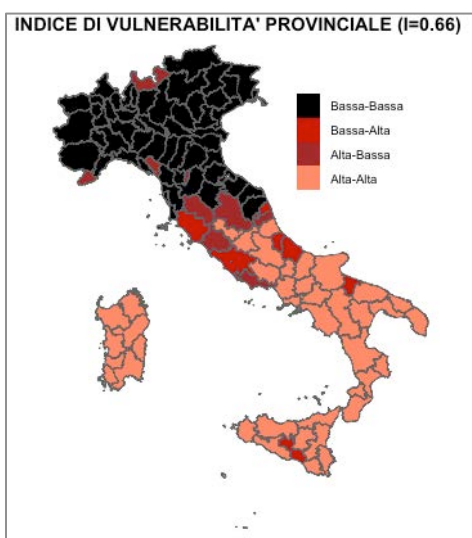 INDICE DI VULNERABILITA' PROVINCIALE (I=0.66)
Bassa-Bassa
Bassa-Alta
Alta-Bassa
Alta-Alta